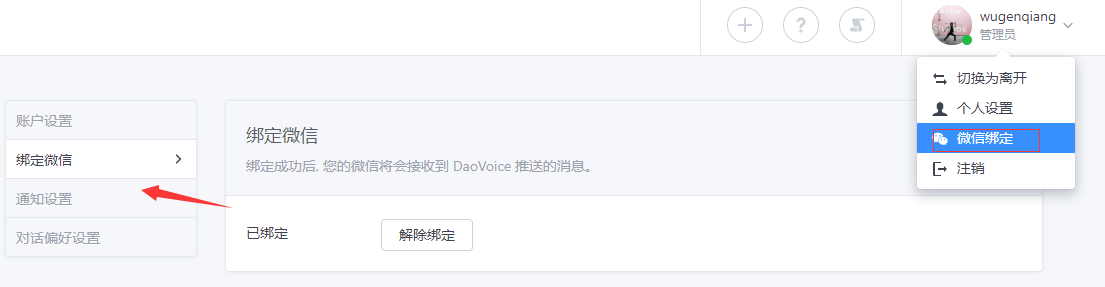 wugenqiang
管理员
切换为离开
个人设置
微信绑定
注销
账户设置
绑定微信
通知设置
对话偏好设置
绑定微信
绑定成功后, 您的微信将会接收到 DaoVoice 推送的消息。
已绑定
解除绑定